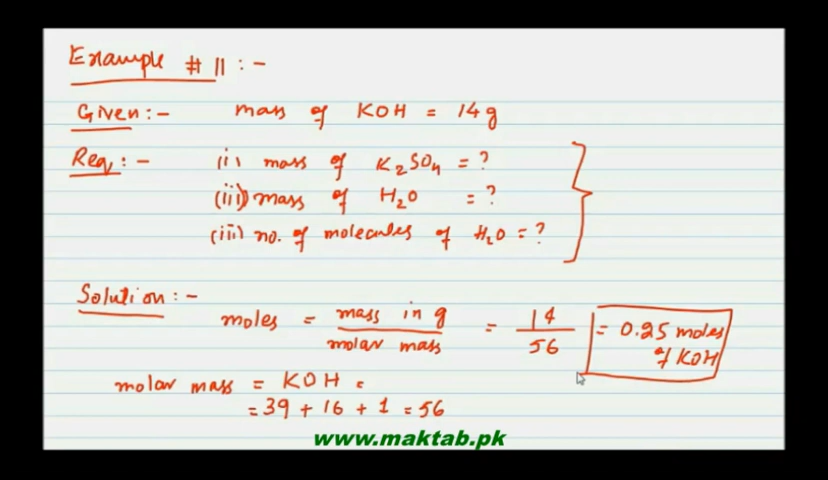 Example # 11 :-
Given :- mass of KOH = 14g
Req :- (i) mass of K₂SO₄ = ?
(ii) mass of H₂O = ?
(iii) no. of molecules of H₂O = ?
Solution :-
moles = mass in g / molar mass = 14 / 56 = 0.25 moles of KOH
molar mass = KOH =
= 39 + 16 + 1 = 56
www.maktab.pk